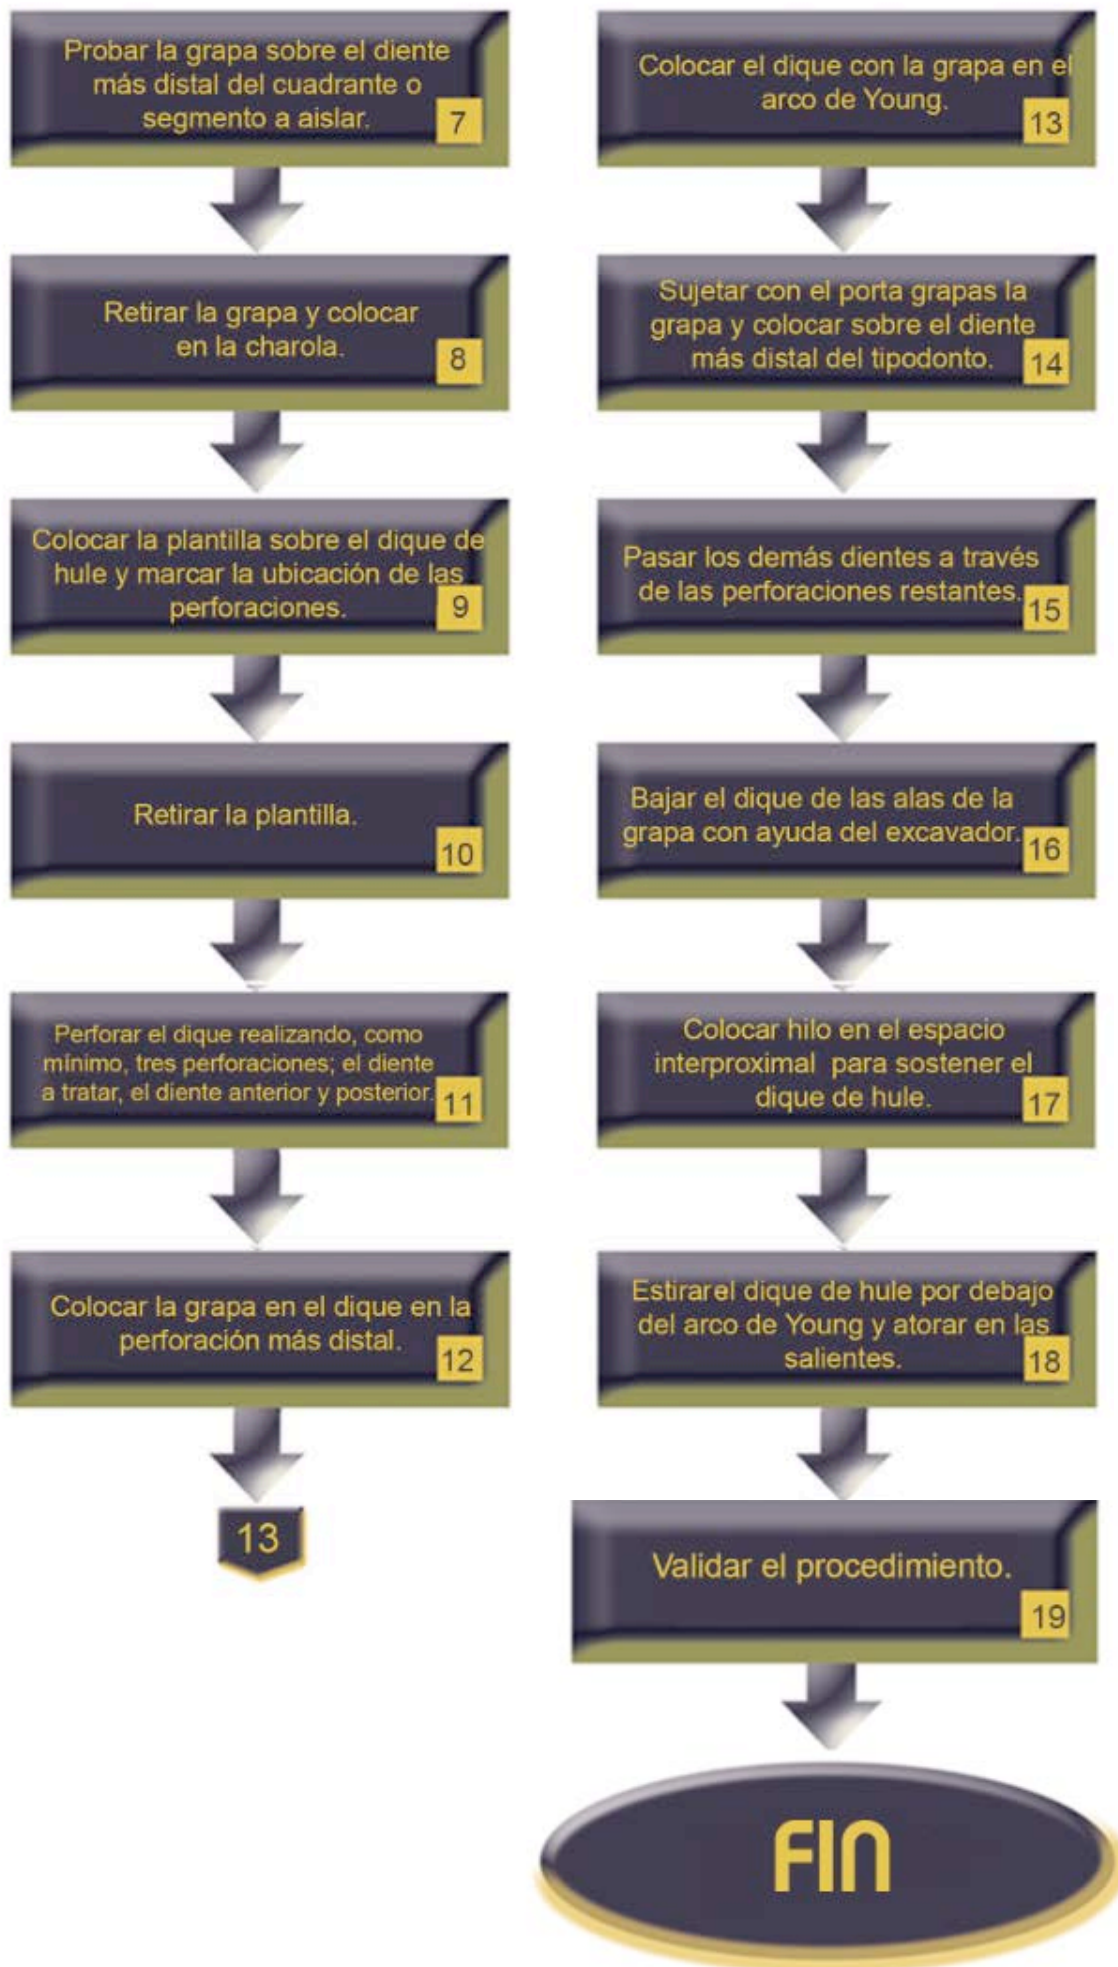 Probar la grapa sobre el diente
más distal del cuadrante o
segmento a aislar.
7
Retirar la grapa y colocar
en la charola.
8
Colocar la plantilla sobre el dique de
hule y marcar la ubicación de las
perforaciones.
9
Retirar la plantilla.
10
Perforar el dique realizando, como
mínimo, tres perforaciones; el diente
a tratar, el diente anterior y posterior.
11
Colocar la grapa en el dique en la
perforación más distal.
12
13
Colocar el dique con la grapa en el
arco de Young.
13
Sujetar con el porta grapas la
grapa y colocar sobre el diente
más distal del tipodonto.
14
Pasar los demás dientes a través
de las perforaciones restantes.
15
Bajar el dique de las alas de la
grapa con ayuda del excavador.
16
Colocar hilo en el espacio
interproximal para sostener el
dique de hule.
17
Estirarel dique de hule por debajo
del arco de Young y atorar en las
salientes.
18
Validar el procedimiento.
19
FIN